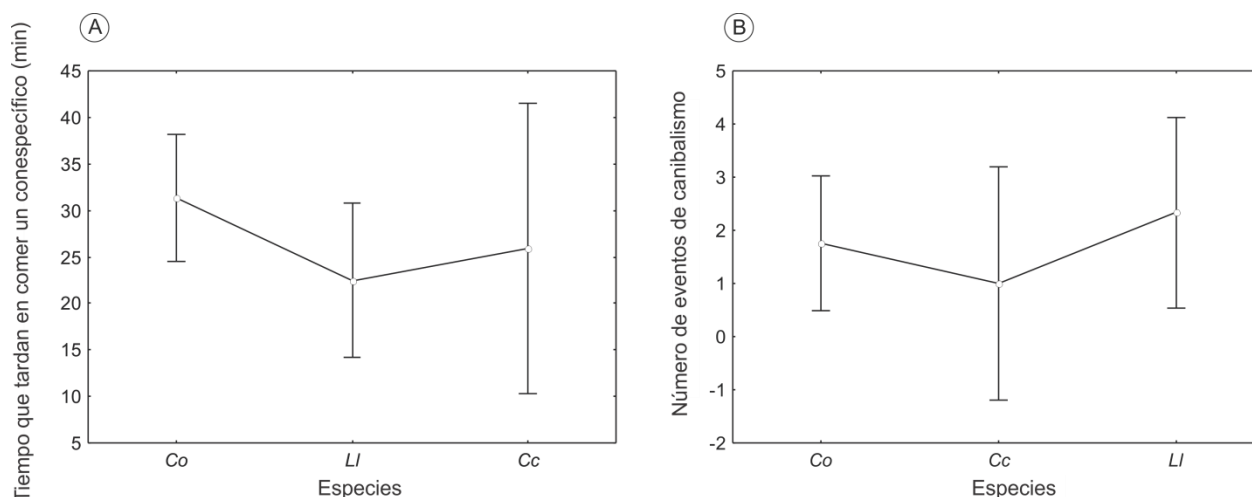 A
Tiempo que tardan en comer un conespecífico (min)
45
40
35
30
25
20
15
10
5
Co
Ll
Cc
Especies
B
Número de eventos de canibalismo
5
4
3
2
1
0
-1
-2
Co
Cc
Ll
Especies